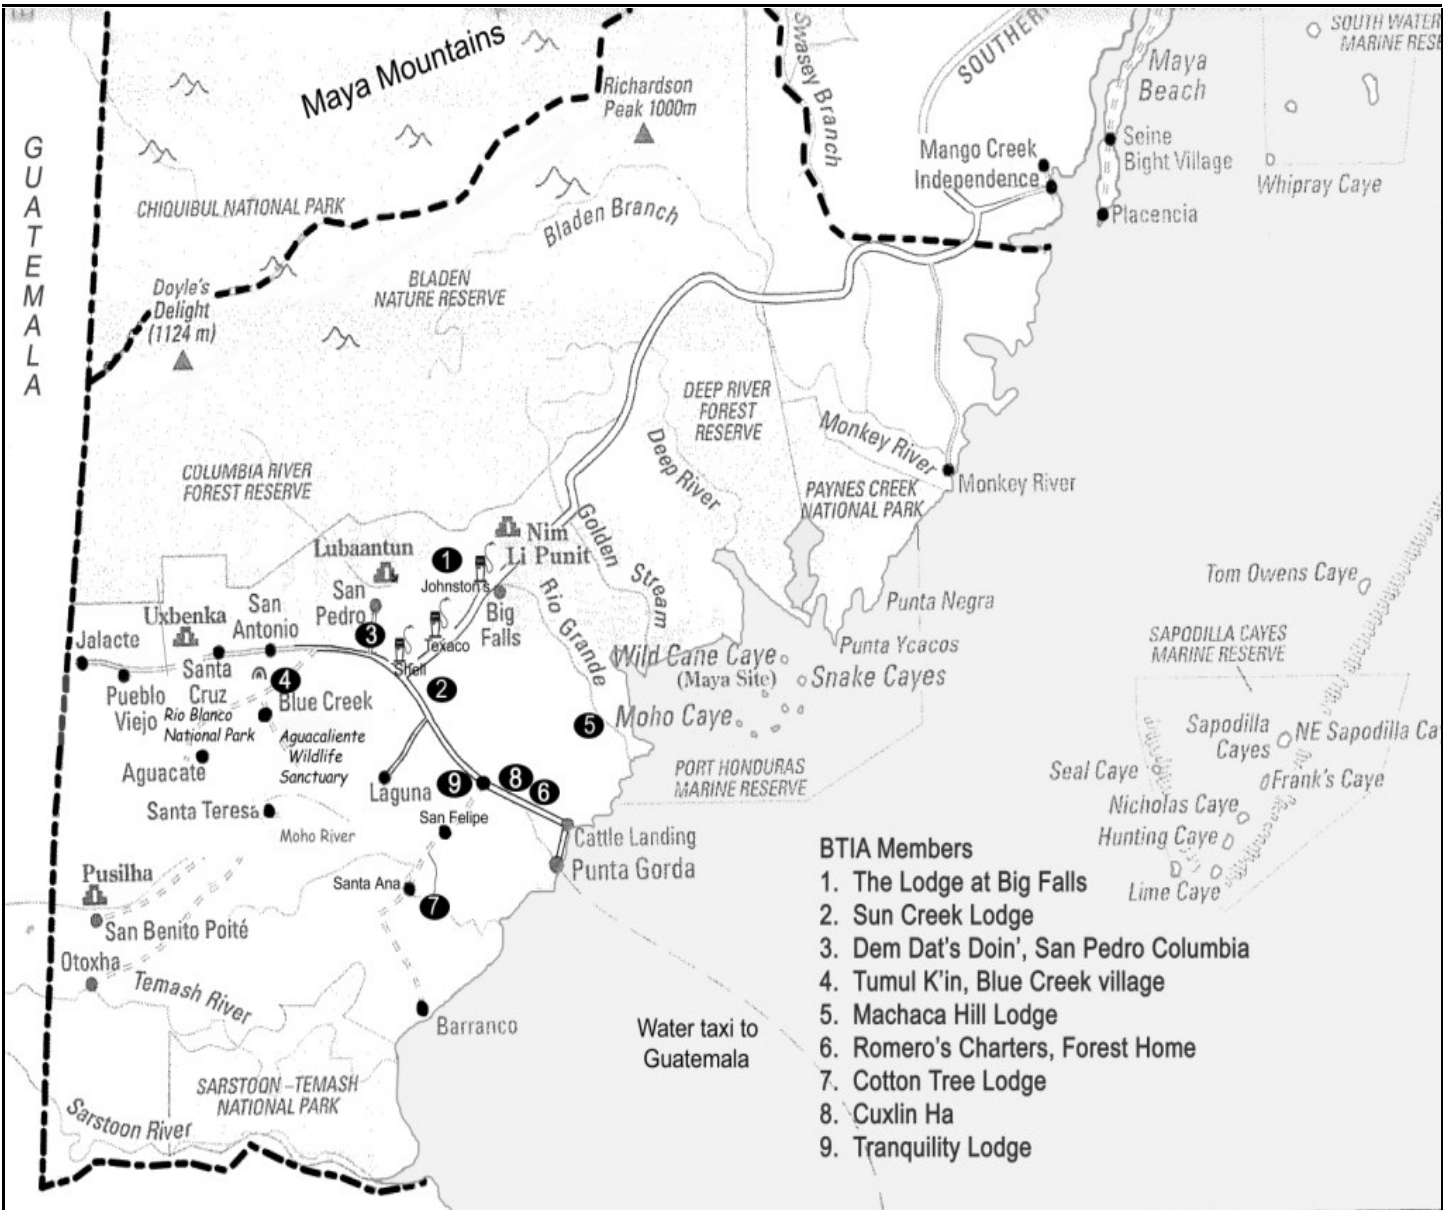 SOUTH WATER
MARINE RESE
Maya Mountains
Swasey Branch
SOUTHER
Maya
Beach
Richardson
Peak 1000m
GUATEMALA
Seine
Bight Village
Mango Creek
Independence
Whipray Caye
Placencia
CHIQUIBUL NATIONAL PARK
Bladen Branch
BLADEN
NATURE RESERVE
Doyle's
Delight
(1124 m)
DEEP RIVER
FOREST
RESERVE
Monkey River
Deep River
COLUMBIA RIVER
FOREST RESERVE
PAYNES CREEK
NATIONAL PARK
Monkey River
Golden
Stream
Nim
Li Punit
Lubaantun
1
Johnston's
San
Pedro
Big
Falls
Rio Grande
Tom Owens Caye
Punta Negra
Uxbenka
San
Antonio
3
Texaco
Shell
Jalacte
Punta Ycacos
SAPODILLA CAYES
MARINE RESERVE
Wild Cane Caye
(Maya Site)
Snake Cayes
Santa
Cruz
4
2
Pueblo
Viejo
Blue Creek
Rio Blanco
National Park
5
Moho Caye
Sapodilla
Cayes
NE Sapodilla Ca
Aguacaliente
Wildlife
Sanctuary
Aguacate
PORT HONDURAS
MARINE RESERVE
Seal Caye
Frank's Caye
Laguna
9
8
6
Nicholas Caye
Santa Teresa
San Felipe
Moho River
Cattle Landing
Hunting Caye
Punta Gorda
Lime Caye
Pusilha
Santa Ana
7
San Benito Poité
Otoxha
Temash River
Barranco
Water taxi to
Guatemala
SARSTOON-TEMASH
NATIONAL PARK
Sarstoon River
BTIA Members
1. The Lodge at Big Falls
2. Sun Creek Lodge
3. Dem Dat's Doin', San Pedro Columbia
4. Tumul K'in, Blue Creek village
5. Machaca Hill Lodge
6. Romero's Charters, Forest Home
7. Cotton Tree Lodge
8. Cuxlin Ha
9. Tranquility Lodge